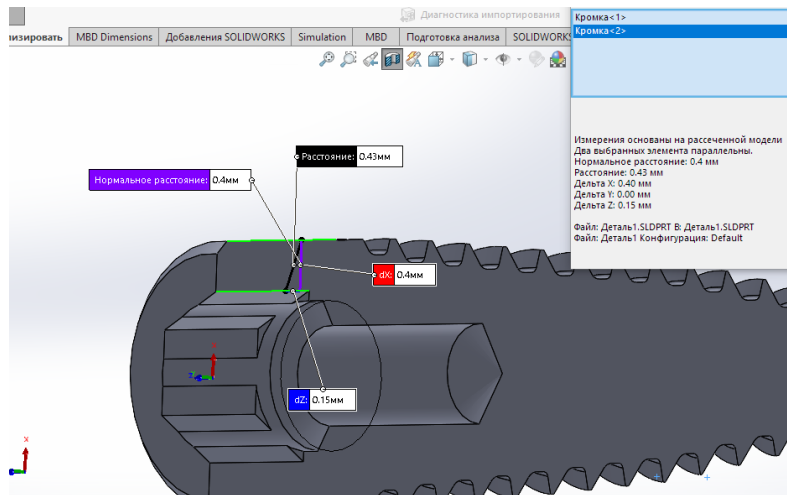 Диагностика импортирования
лизировать
MBD Dimensions
Добавления SOLIDWORKS
Simulation
MBD
Подготовка анализа
SOLIDWORKS
Кромка<1>
Кромка<2>
Измерения основаны на рассеченной модели
Два выбранных элемента параллельны.
Нормальное расстояние: 0.4 мм
Расстояние: 0.43 мм
Дельта X: 0.40 мм
Дельта Y: 0.00 мм
Дельта Z: 0.15 мм
Файл: Деталь1.SLDPRT В: Деталь1.SLDPRT
Файл: Деталь1 Конфигурация: Default
Расстояние: 0.43мм
Нормальное расстояние: 0.4мм
dX: 0.4мм
dZ: 0.15мм
x